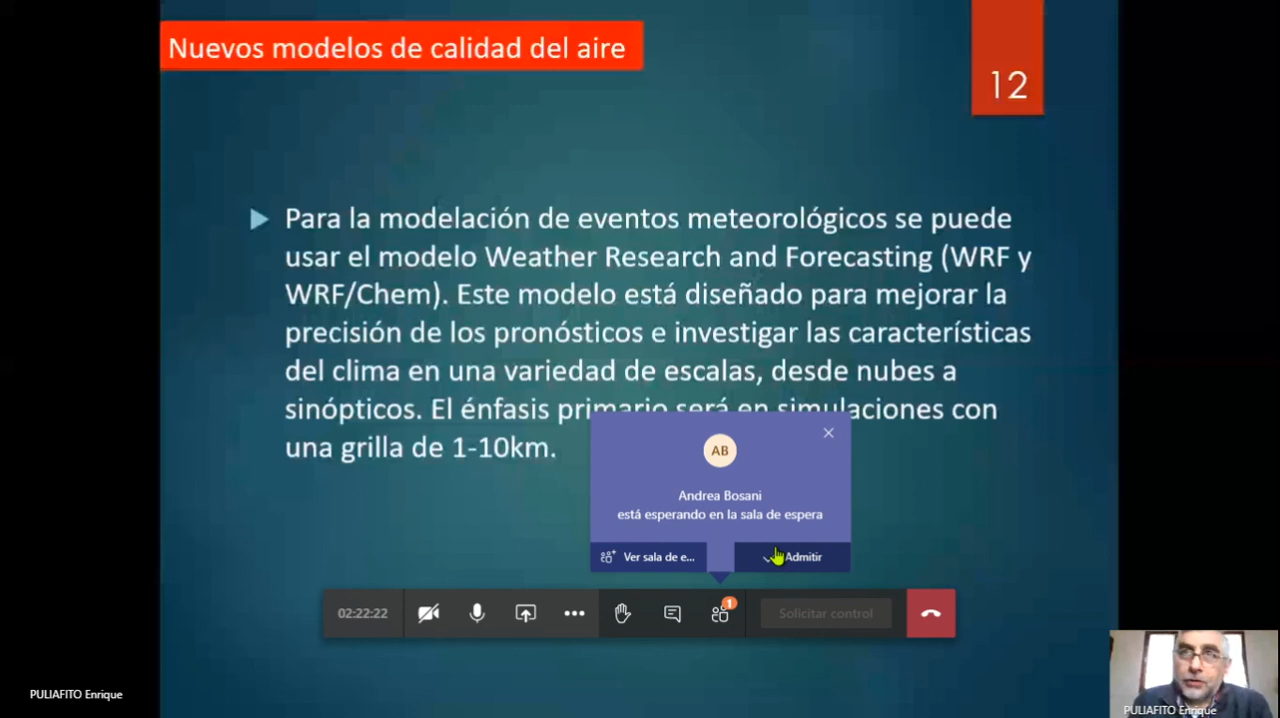 Nuevos modelos de calidad del aire
12
Para la modelación de eventos meteorológicos se puede
usar el modelo Weather Research and Forecasting (WRF y
WRF/Chem). Este modelo está diseñado para mejorar la
precisión de los pronósticos e investigar las características
del clima en una variedad de escalas, desde nubes a
sinópticos. El énfasis primario será en simulaciones con
una grilla de 1-10km.
AB
Andrea Bosani
está esperando en la sala de espera
Ver sala de e...
Admitir
02:22:22
1
Solicitar control
PULIAFITO Enrique
PULIAFITO Enrique